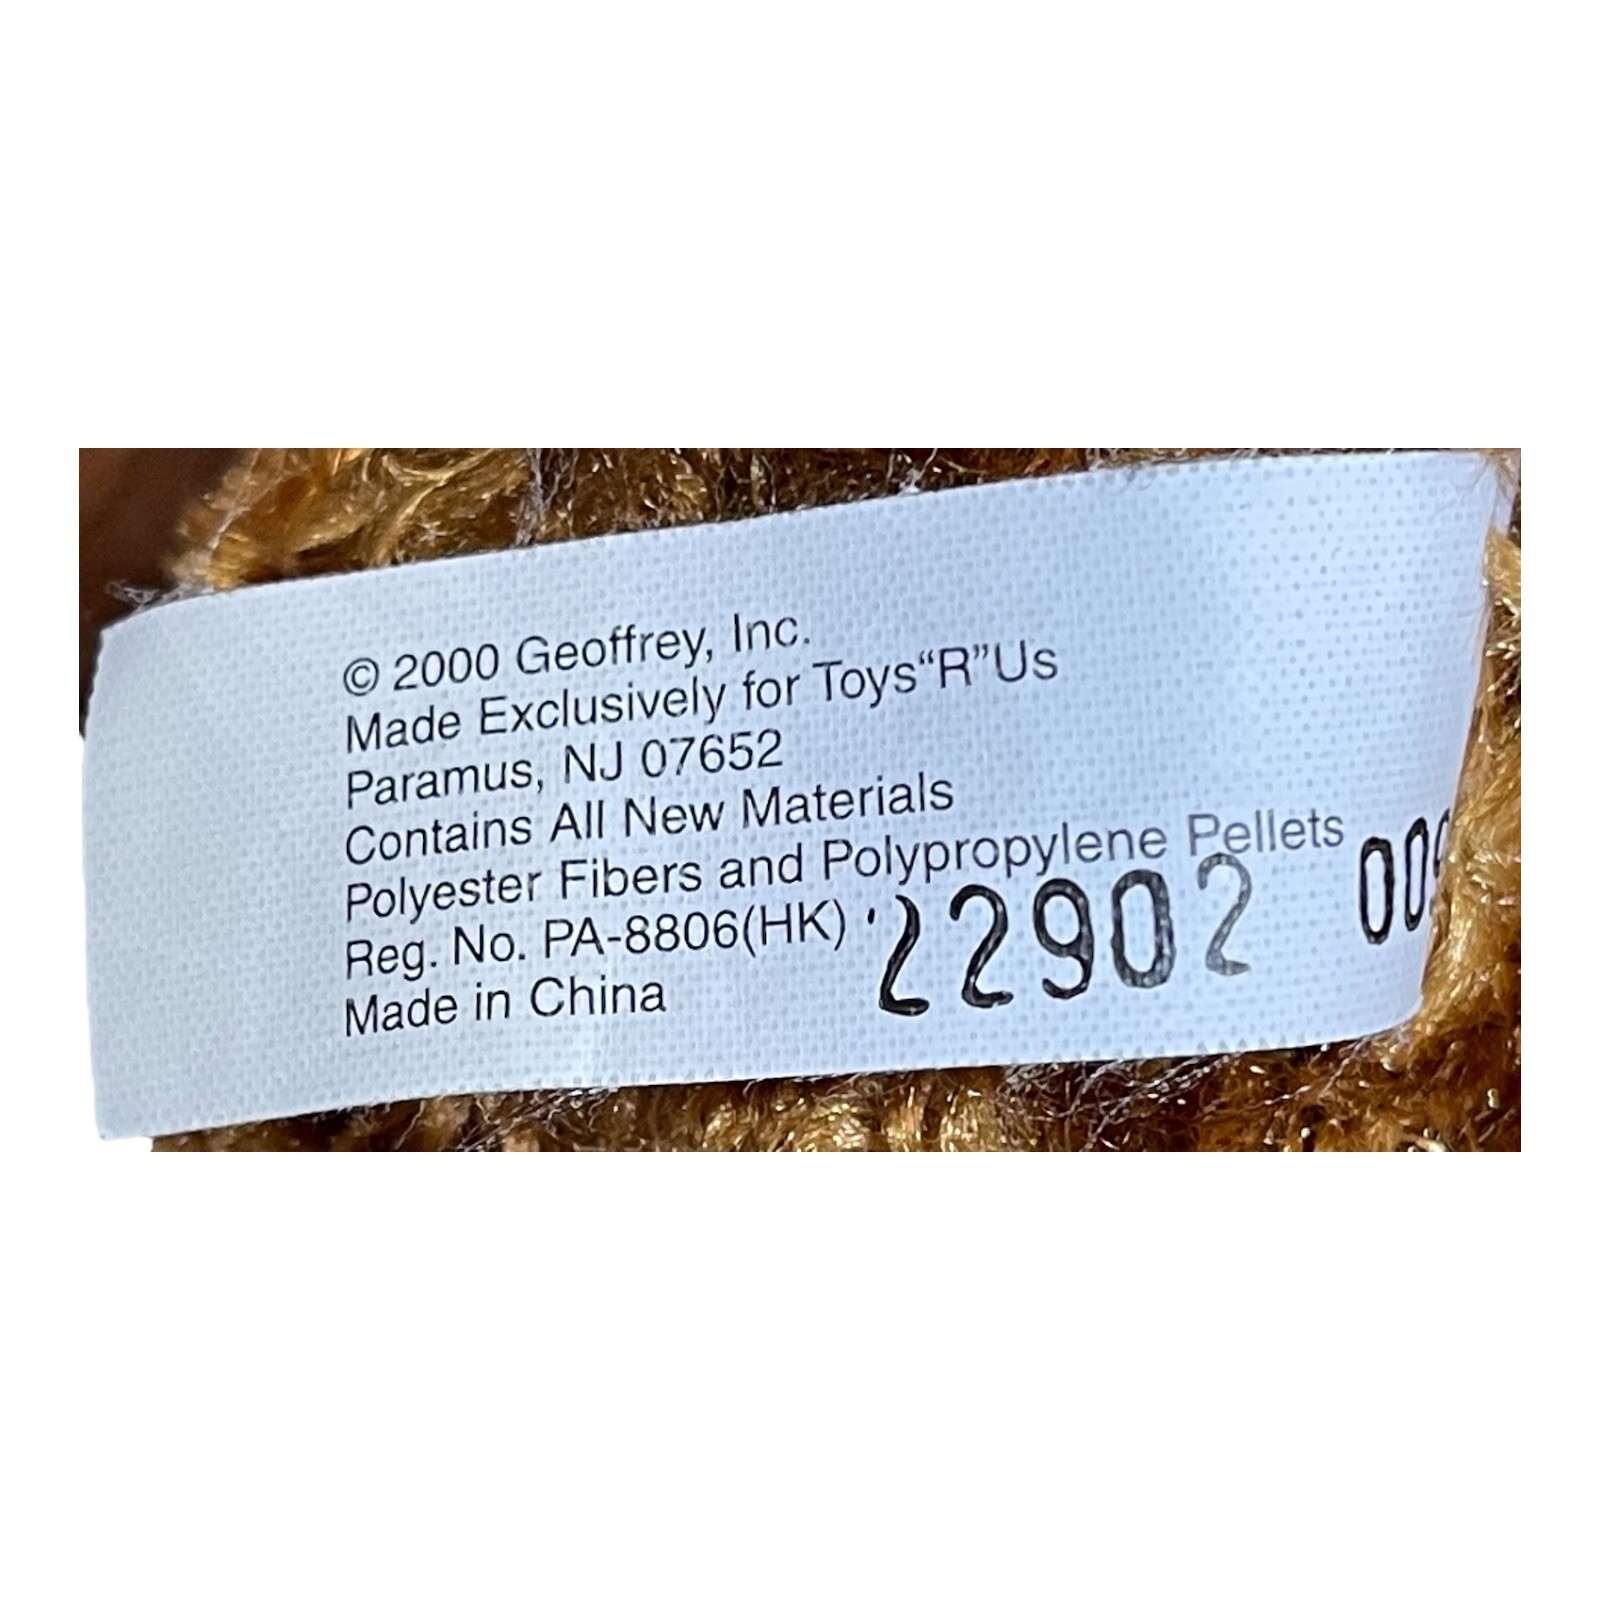 © 2000 Geoffrey, Inc.
Made Exclusively for Toys“R”Us
Paramus, NJ 07652
Contains All New Materials
Polyester Fibers and Polypropylene Pellets
Reg. No. PA-8806(HK)
Made in China
22902